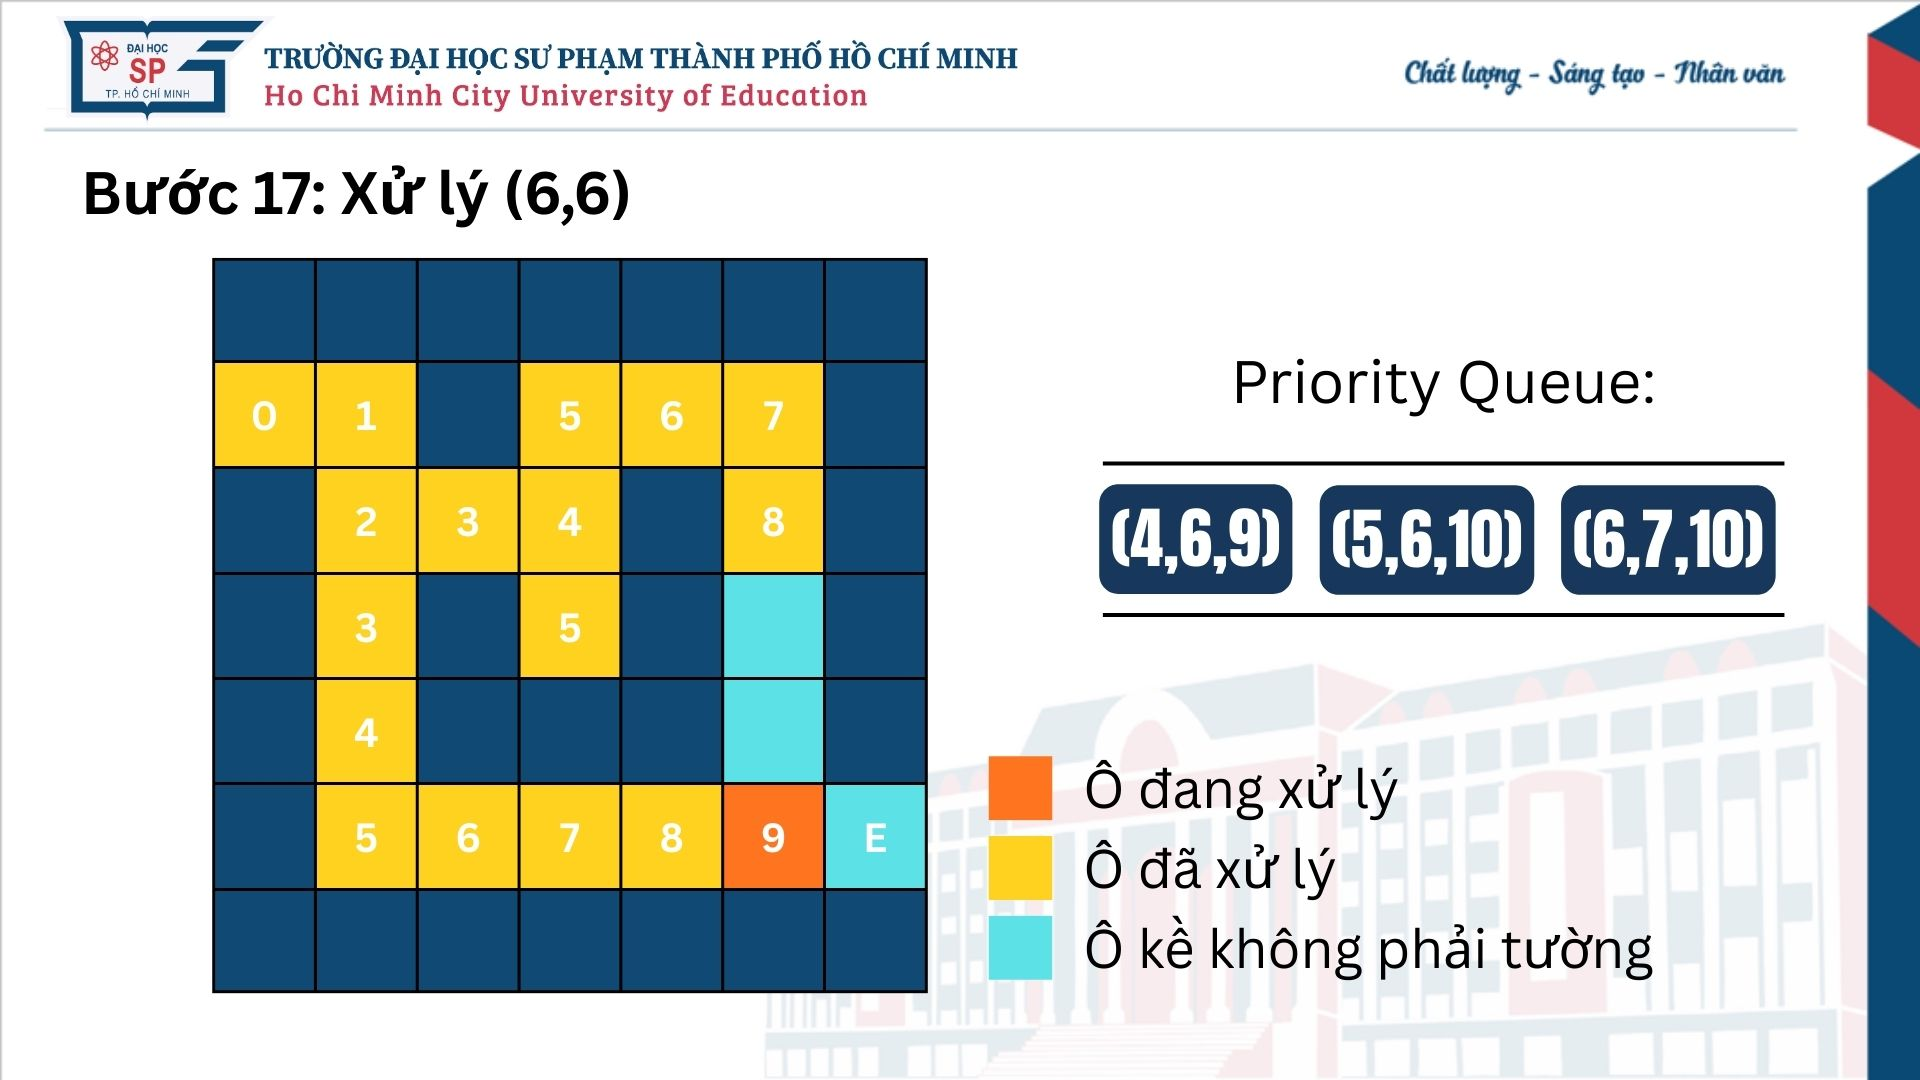 ĐẠI HỌC
SP
TP. HỒ CHÍ MINH
TRƯỜNG ĐẠI HỌC SƯ PHẠM THÀNH PHỐ HỒ CHÍ MINH
Ho Chi Minh City University of Education
Chất lượng - Sáng tạo - Nhân văn
Bước 17: Xử lý (6,6)
0 1 5 6 7
2 3 4 8
3 5
4
5 6 7 8 9 E
Priority Queue:
(4,6,9) (5,6,10) (6,7,10)
Ô đang xử lý
Ô đã xử lý
Ô kề không phải tường